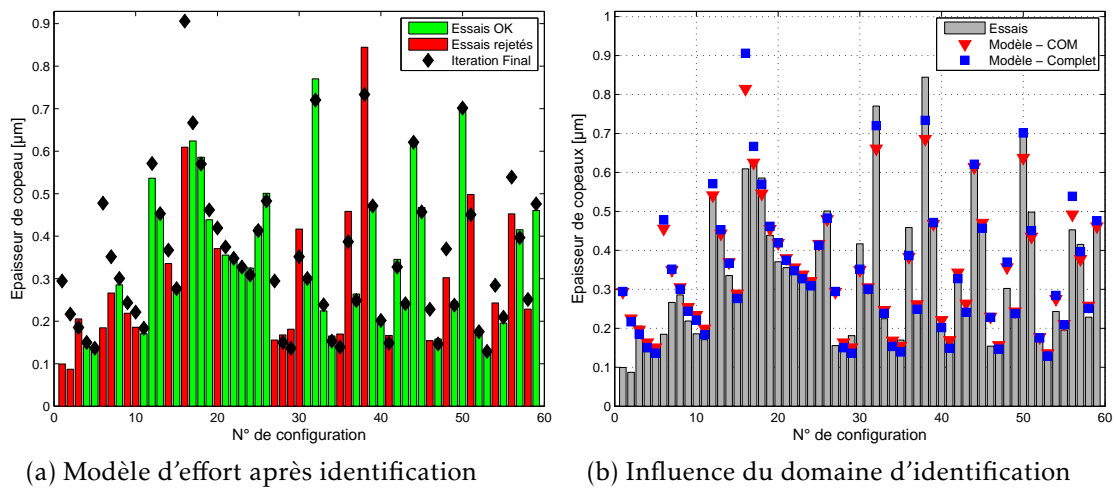 0.9
0.8
0.7
0.6
0.5
0.4
0.3
0.2
0.1
0
Epaisseur de copeau [µm]
Essais OK
Essais rejetés
Iteration Final
0 10 20 30 40 50 60
N° de configuration
(a) Modèle d'effort après identification
1
0.9
0.8
0.7
0.6
0.5
0.4
0.3
0.2
0.1
0
Epaisseur de copeaux [µm]
Essais
Modèle − COM
Modèle − Complet
0 10 20 30 40 50 60
N° de configuration
(b) Influence du domaine d'identification